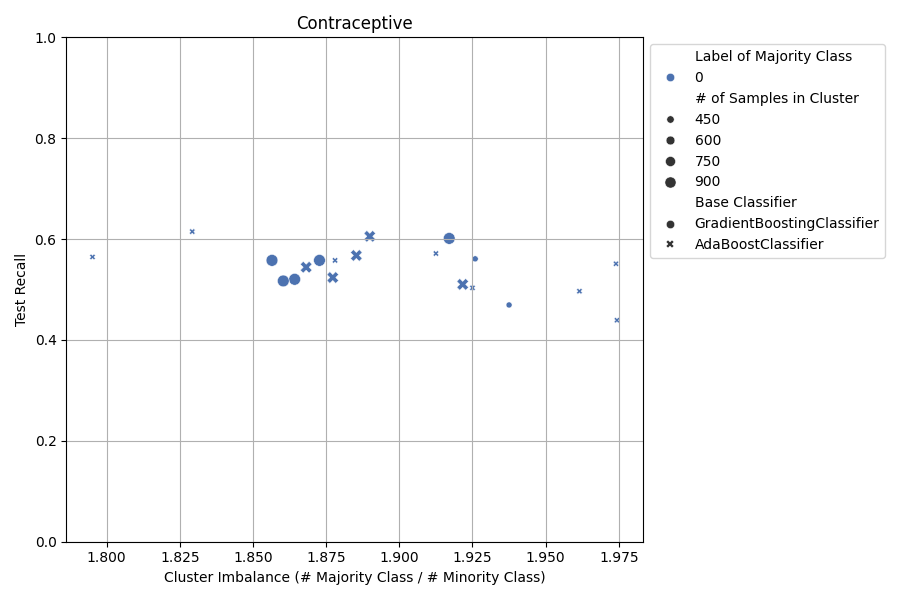 Contraceptive
Test Recall
1.0
0.8
0.6
0.4
0.2
0.0
1.800 1.825 1.850 1.875 1.900 1.925 1.950 1.975
Cluster Imbalance (# Majority Class / # Minority Class)
Label of Majority Class
0
# of Samples in Cluster
450
600
750
900
Base Classifier
GradientBoostingClassifier
AdaBoostClassifier